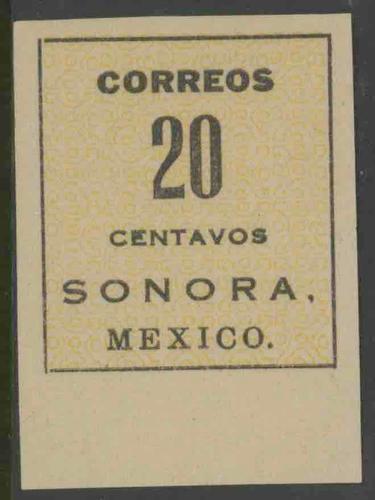 CORREOS
20
CENTAVOS
SONORA,
MEXICO.